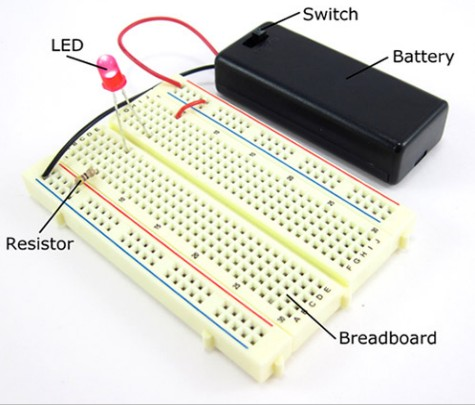 Switch
LED
Battery
Resistor
Breadboard
A B C D E
F G H I J